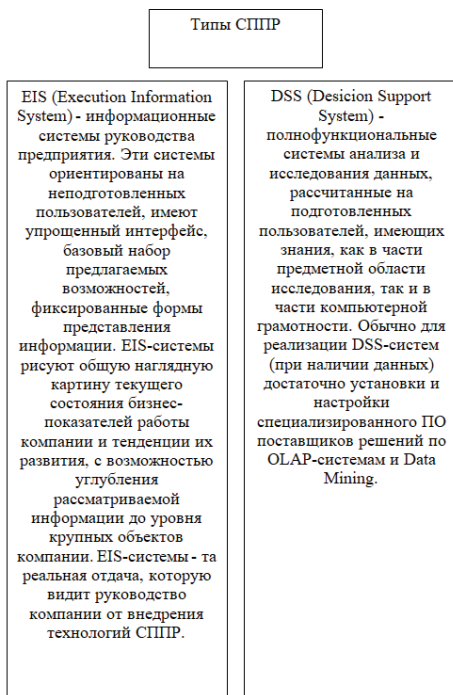 Типы СППР
EIS (Execution Information
System) - информационные
системы руководства
предприятия. Эти системы
ориентированы на
неподготовленных
пользователей, имеют
упрощенный интерфейс,
базовый набор
предлагаемых
возможностей,
фиксированные формы
представления
информации. EIS-системы
рисуют общую наглядную
картину текущего
состояния бизнес-
показателей работы
компании и тенденции их
развития, с возможностью
углубления
рассматриваемой
информации до уровня
крупных объектов
компании. EIS-системы - та
реальная отдача, которую
видит руководство
компании от внедрения
технологий СППР.
DSS (Desicion Support
System) -
полнофункциональные
системы анализа и
исследования данных,
рассчитанные на
подготовленных
пользователей, имеющих
знания, как в части
предметной области
исследования, так и в
части компьютерной
грамотности. Обычно для
реализации DSS-систем
(при наличии данных)
достаточно установки и
настройки
специализированного ПО
поставщиков решений по
OLAP-системам и Data
Mining.